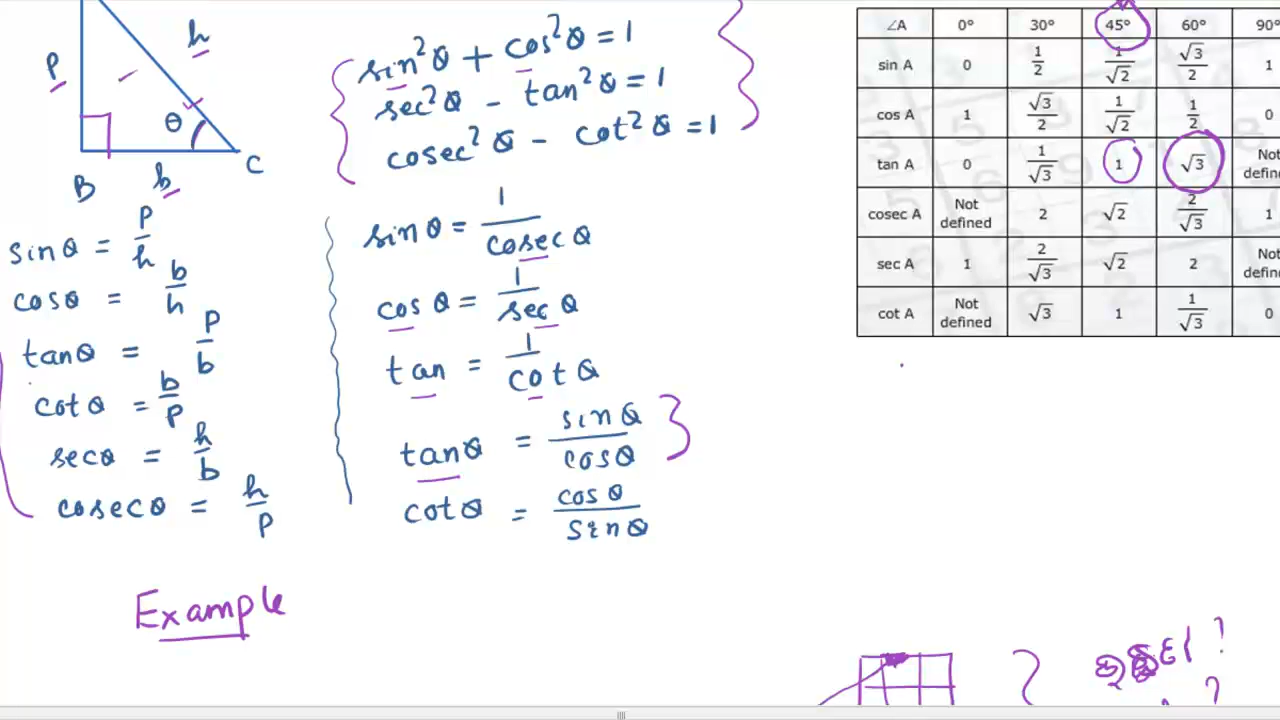 h
P
θ
B
b
C
sinθ = P/h
cosθ = b/h
tanθ = P/b
cotθ = b/P
secθ = h/b
cosecθ = h/P
sin²θ + cos²θ = 1
sec²θ - tan²θ = 1
cosec²θ - cot²θ = 1
sinθ = 1/cosecθ
cosθ = 1/secθ
tan = 1/cotθ
tanθ = sinθ/cosθ
cotθ = cosθ/sinθ
∠A 0° 30° 45° 60° 90°
sin A 0 1/2 1/√2 √3/2 1
cos A 1 √3/2 1/√2 1/2 0
tan A 0 1/√3 1 √3 Not define
cosec A Not defined 2 √2 2/√3 1
sec A 1 2/√3 √2 2 Not define
cot A Not defined √3 1 1/√3 0
Example
?
?